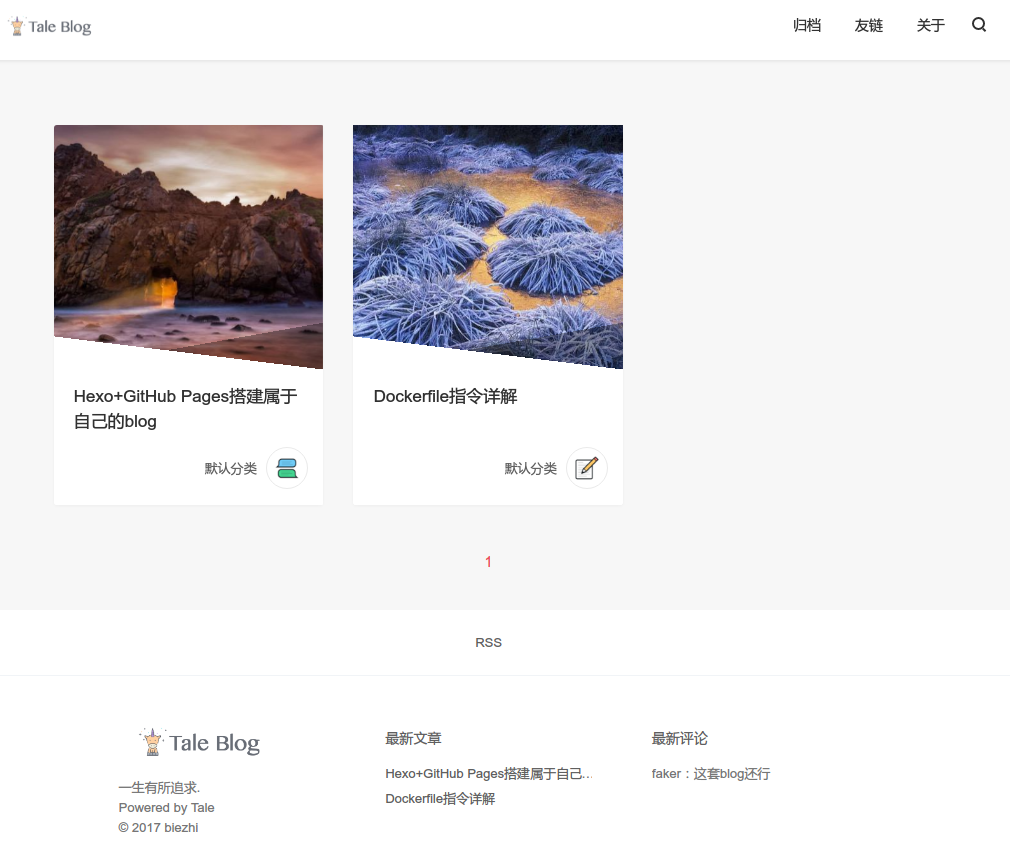 Tale Blog
归档 友链 关于
Hexo+GitHub Pages搭建属于
自己的blog
默认分类
Dockerfile指令详解
默认分类
1
RSS
Tale Blog
一生有所追求.
Powered by Tale
© 2017 biezhi
最新文章
Hexo+GitHub Pages搭建属于自己...
Dockerfile指令详解
最新评论
faker：这套blog还行